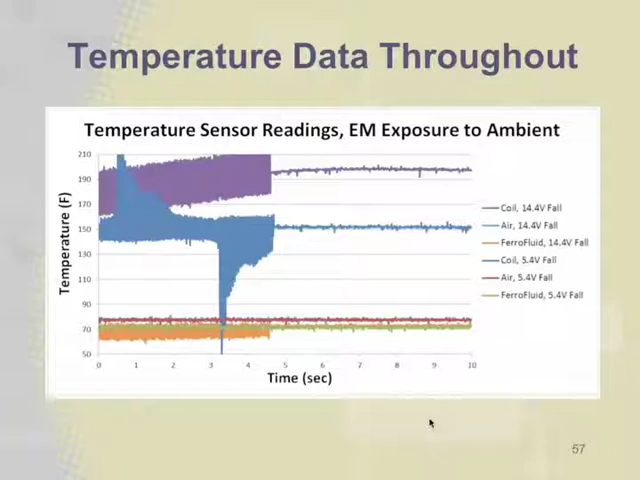 Temperature Data Throughout
Temperature Sensor Readings, EM Exposure to Ambient
Temperature (F)
210
190
170
150
130
110
90
70
50
0 1 2 3 4 5 6 7 8 9 10
Time (sec)
Coil, 14.4V Fall
Air, 14.4V Fall
FerroFluid, 14.4V Fall
Coil, 5.4V Fall
Air, 5.4V Fall
FerroFluid, 5.4V Fall
57